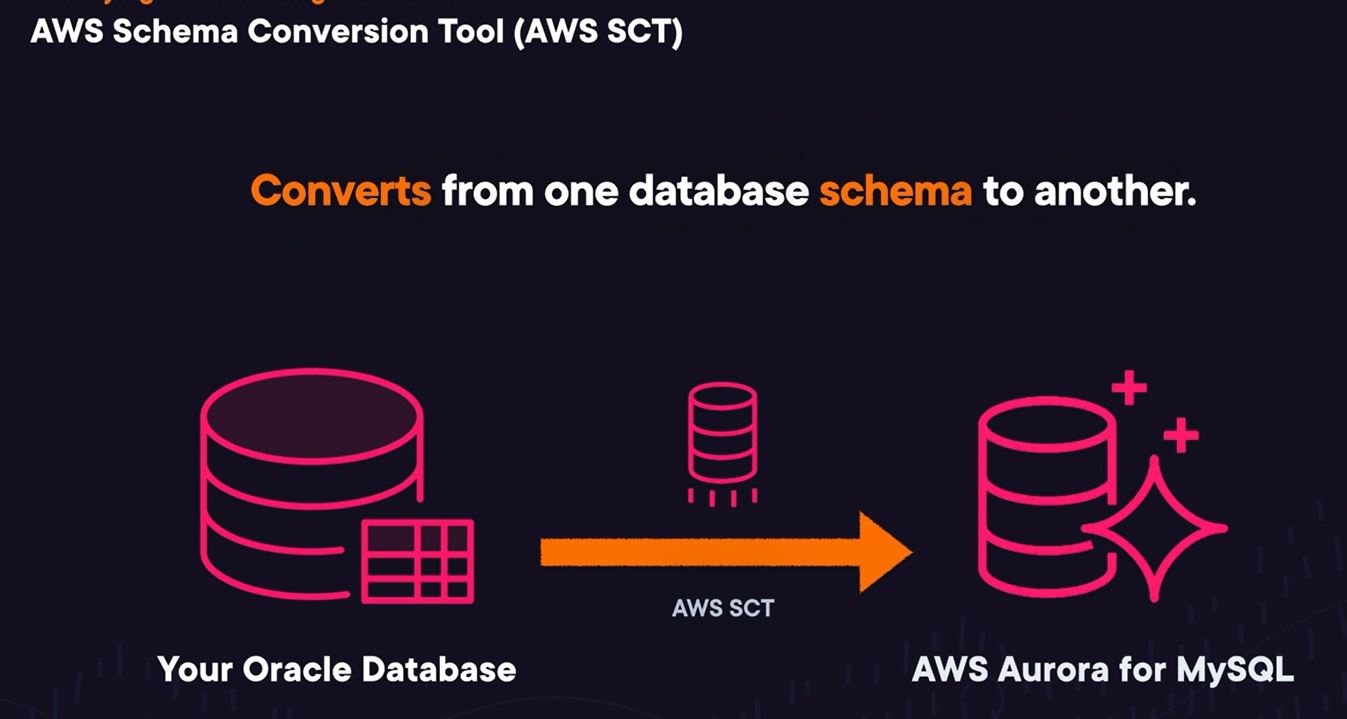 AWS Schema Conversion Tool (AWS SCT)
Converts from one database schema to another.
AWS SCT
Your Oracle Database
AWS Aurora for MySQL